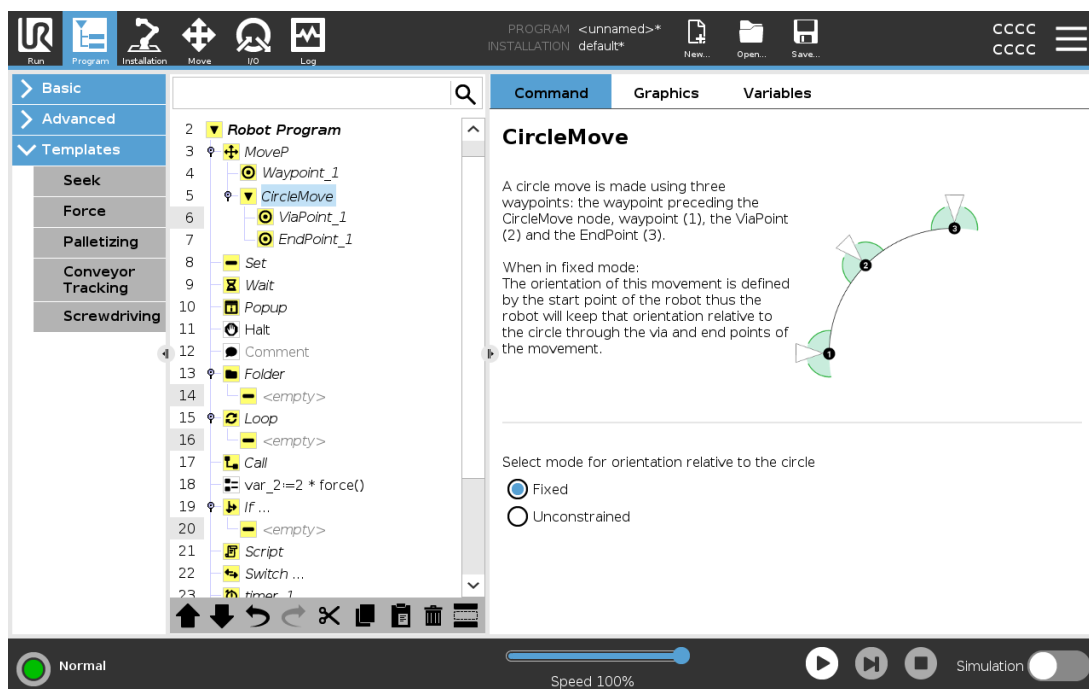 PROGRAM <unnamed>*
INSTALLATION default*
CCCC
CCCC
Run
Program
Installation
Move
I/O
Log
New...
Open...
Save...
Basic
Advanced
Templates
Seek
Force
Palletizing
Conveyor
Tracking
Screwdriving
2 Robot Program
3 MoveP
4 Waypoint_1
5 CircleMove
6 ViaPoint_1
7 EndPoint_1
8 Set
9 Wait
10 Popup
11 Halt
12 Comment
13 Folder
14 <empty>
15 Loop
16 <empty>
17 Call
18 var_2:=2 * force()
19 If ...
20 <empty>
21 Script
22 Switch ...
23 timer_1
Command
Graphics
Variables
CircleMove
A circle move is made using three
waypoints: the waypoint preceding the
CircleMove node, waypoint (1), the ViaPoint
(2) and the EndPoint (3).
When in fixed mode:
The orientation of this movement is defined
by the start point of the robot thus the
robot will keep that orientation relative to
the circle through the via and end points of
the movement.
3
2
1
Select mode for orientation relative to the circle
Fixed
Unconstrained
Normal
Speed 100%
Simulation